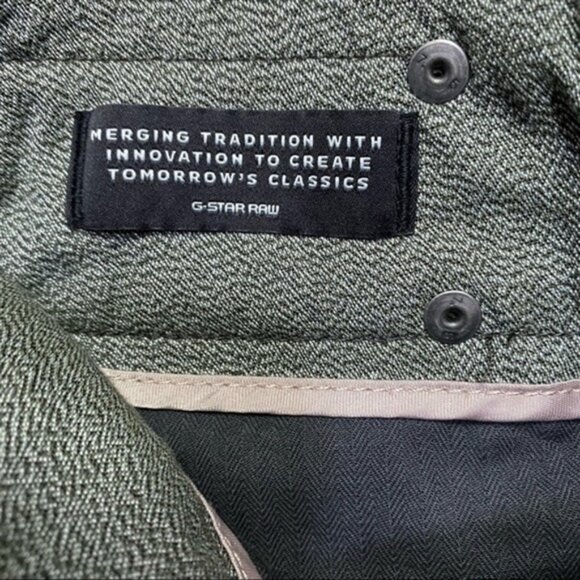 MERGING TRADITION WITH
INNOVATION TO CREATE
TOMORROW'S CLASSICS
G-STAR RAW